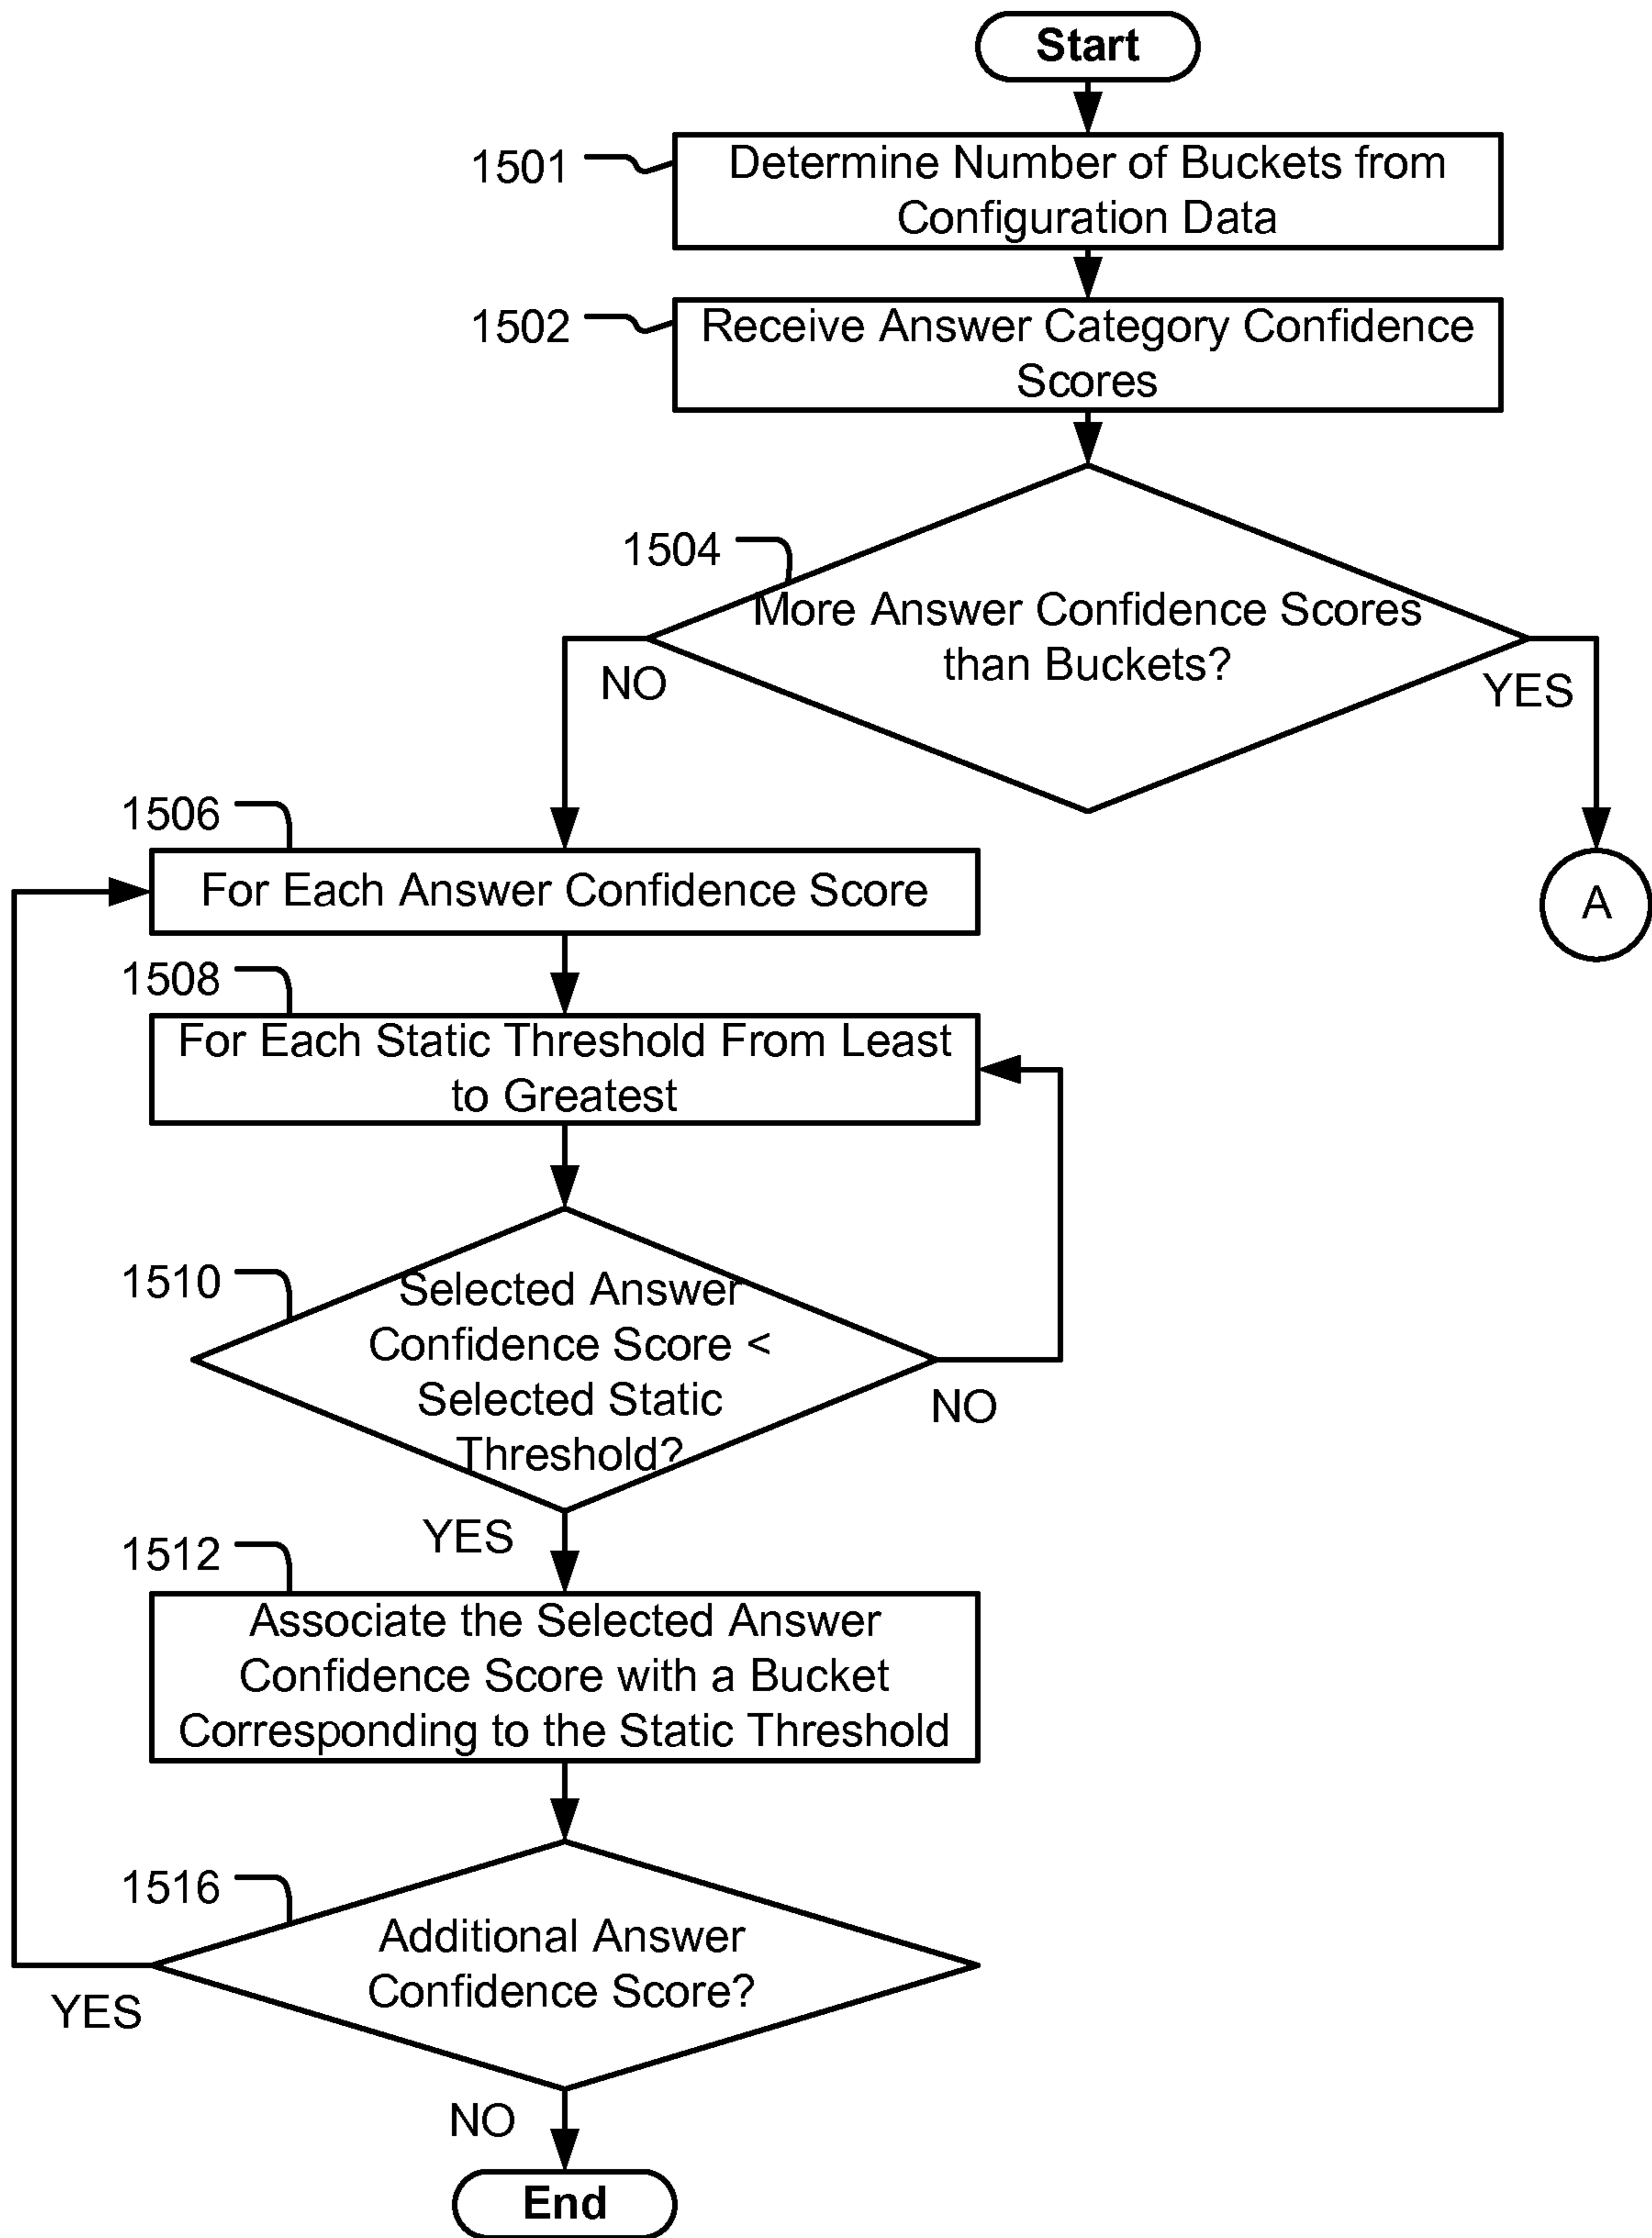 Start
1501
Determine Number of Buckets from
Configuration Data
1502
Receive Answer Category Confidence
Scores
1504
More Answer Confidence Scores
than Buckets?
NO
YES
1506
For Each Answer Confidence Score
A
1508
For Each Static Threshold From Least
to Greatest
1510
Selected Answer
Confidence Score <
Selected Static
Threshold?
NO
YES
1512
Associate the Selected Answer
Confidence Score with a Bucket
Corresponding to the Static Threshold
1516
Additional Answer
Confidence Score?
YES
NO
End